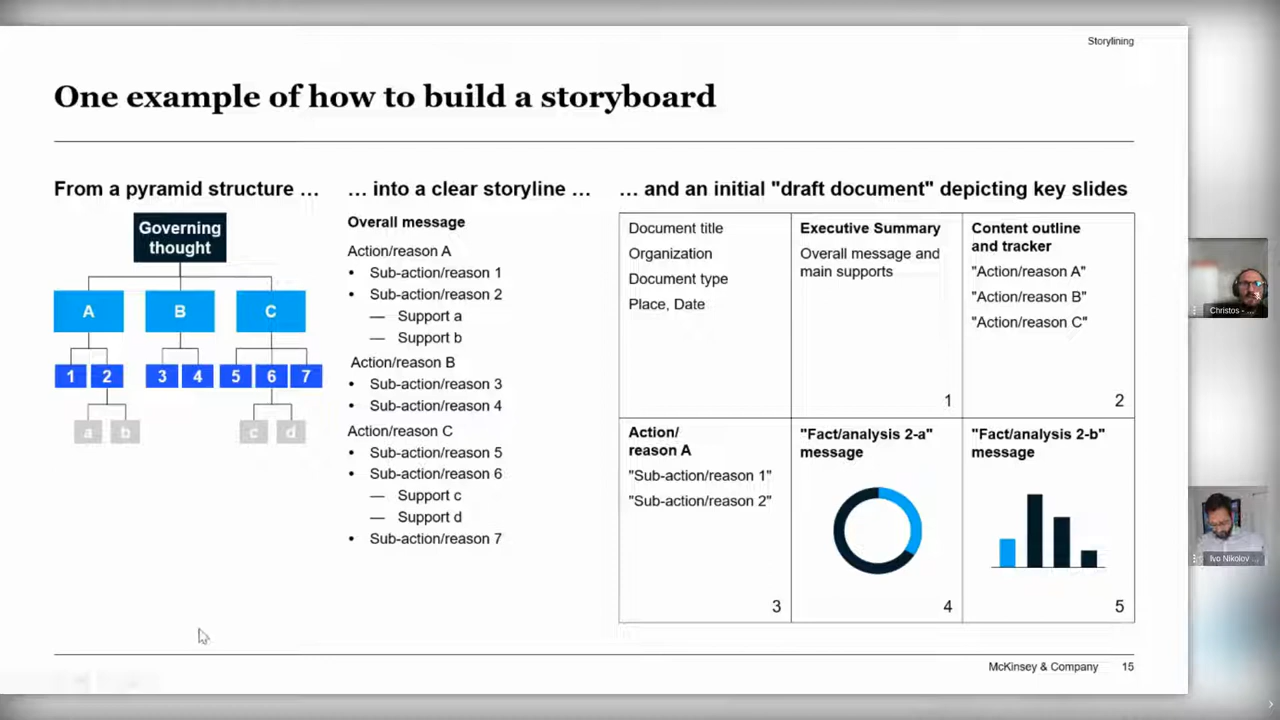 Storylining
One example of how to build a storyboard
From a pyramid structure …
Governing
thought
A
B
C
1
2
3
4
5
6
7
a
b
c
d
… into a clear storyline …
Overall message
Action/reason A
• Sub-action/reason 1
• Sub-action/reason 2
— Support a
— Support b
Action/reason B
• Sub-action/reason 3
• Sub-action/reason 4
Action/reason C
• Sub-action/reason 5
• Sub-action/reason 6
— Support c
— Support d
• Sub-action/reason 7
… and an initial "draft document" depicting key slides
Document title
Organization
Document type
Place, Date
Executive Summary
Overall message and
main supports
1
Content outline
and tracker
"Action/reason A"
"Action/reason B"
"Action/reason C"
2
Action/
reason A
"Sub-action/reason 1"
"Sub-action/reason 2"
3
"Fact/analysis 2-a"
message
4
"Fact/analysis 2-b"
message
5
McKinsey & Company
15
Christos - ...
Ivo Nikolov